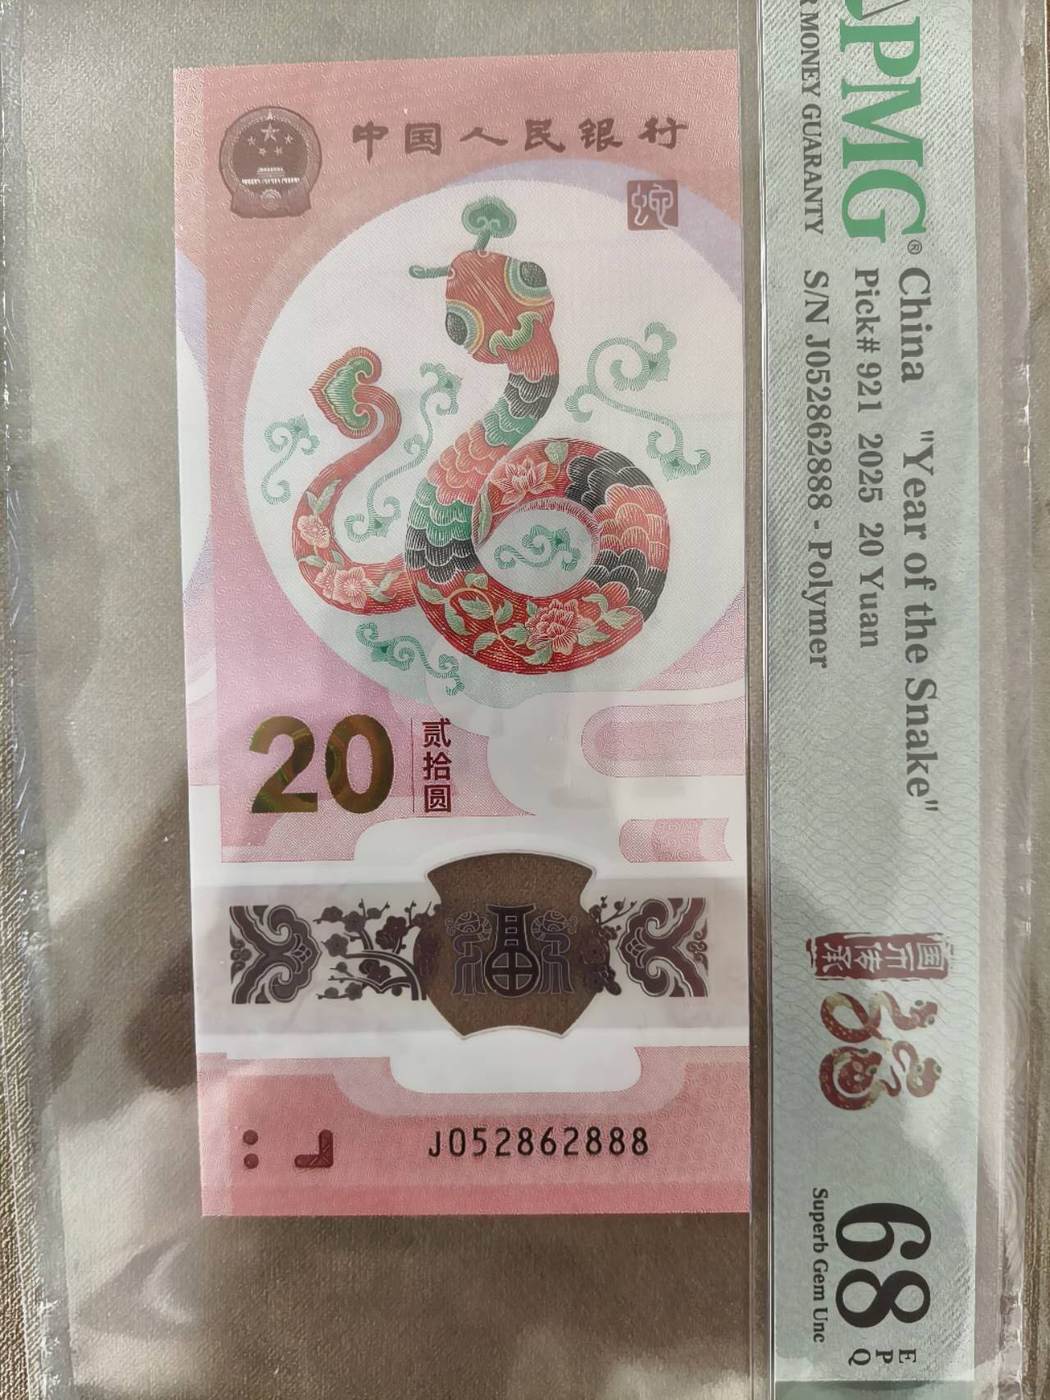 中国人民银行
蛇
20
贰
拾
圆
福
J052862888
PMG
MONEY GUARANTY
® China "Year of the Snake"
Pick# 921 2025 20 Yuan
S/N J052862888 - Polymer
68
EPQ
Superb Gem Unc